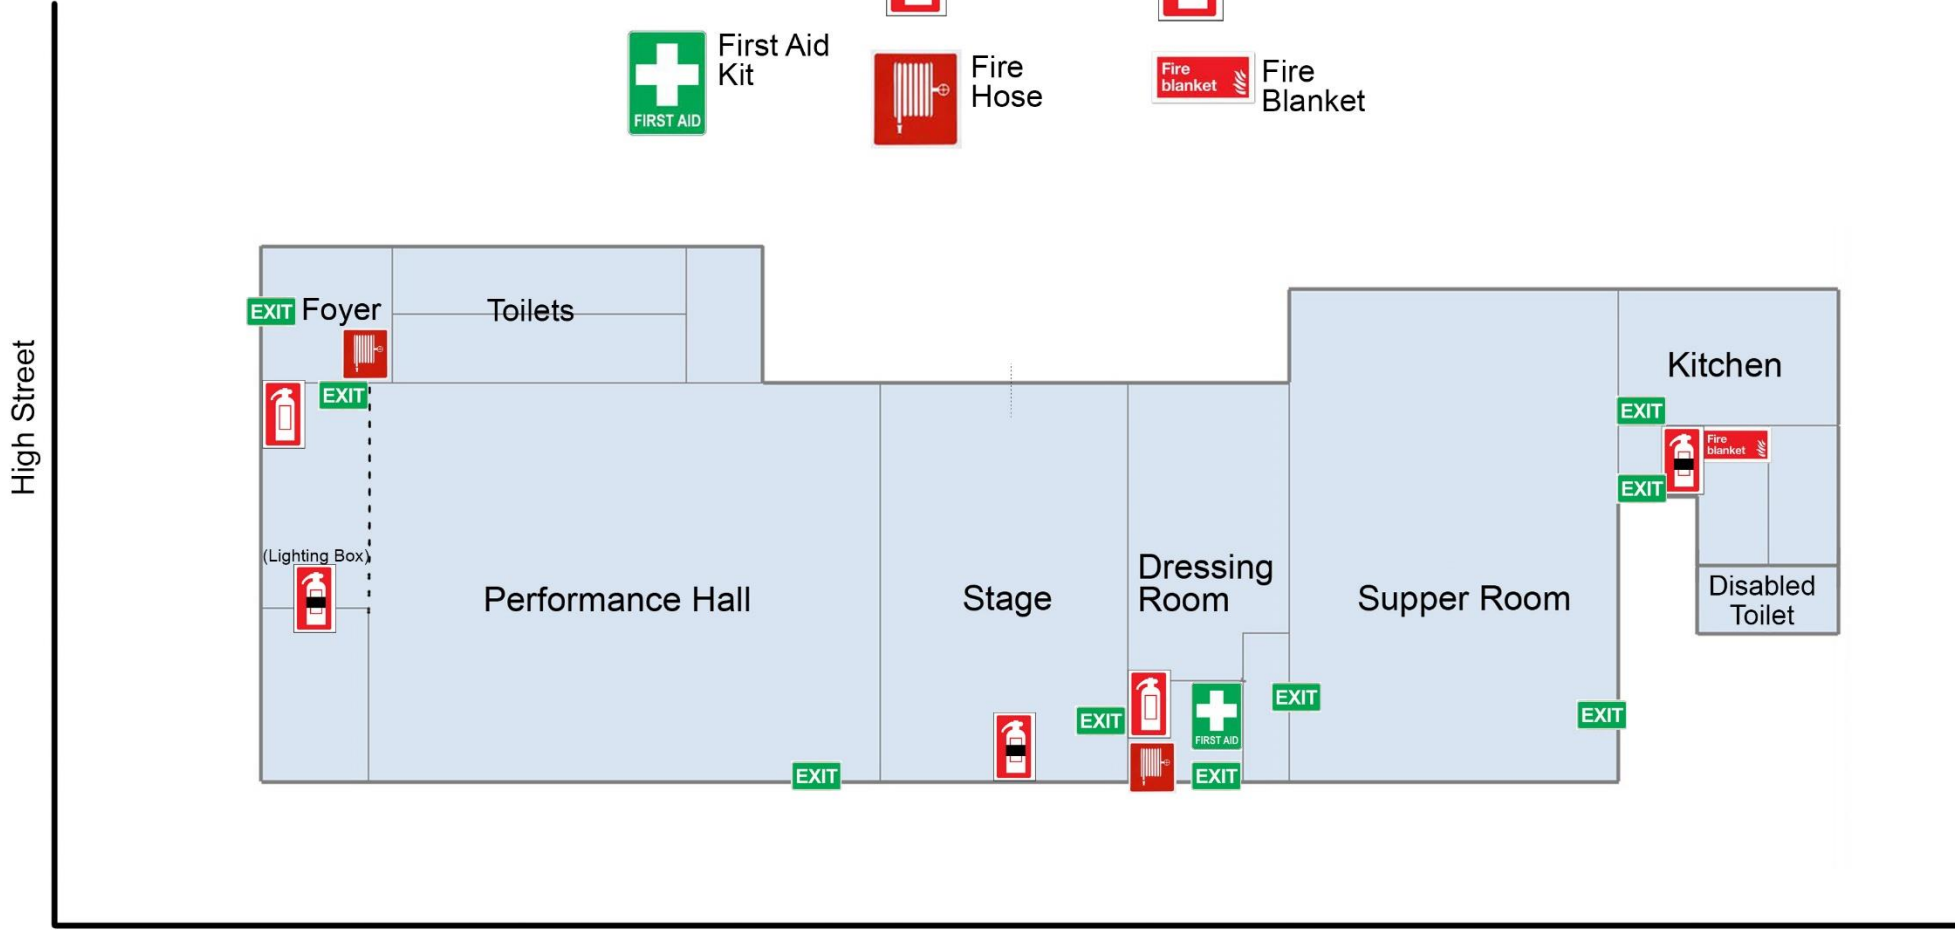 First Aid
Kit
FIRST AID
Fire
Hose
Fire
blanket
Fire
Blanket
High Street
EXIT
Foyer
Toilets
EXIT
(Lighting Box)
Performance Hall
EXIT
Stage
Dressing
Room
EXIT
FIRST AID
EXIT
EXIT
Supper Room
EXIT
Kitchen
EXIT
Fire
blanket
EXIT
Disabled
Toilet